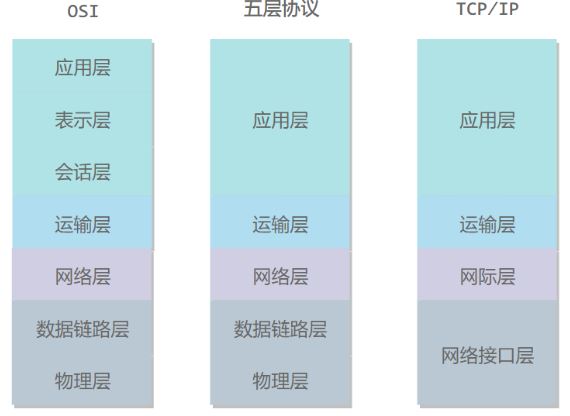 OSI
应用层
表示层
会话层
运输层
网络层
数据链路层
物理层
五层协议
应用层
运输层
网络层
数据链路层
物理层
TCP/IP
应用层
运输层
网际层
网络接口层